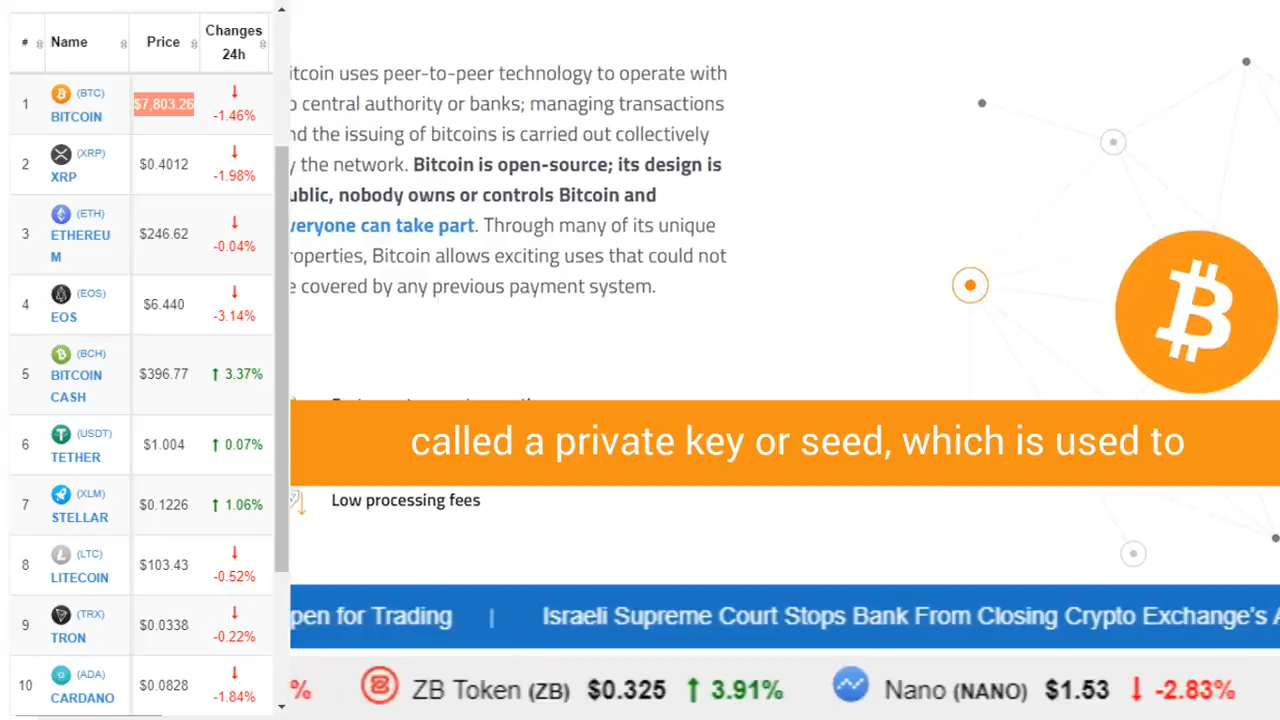 # Name Price Changes
24h
1 (BTC) BITCOIN $7,803.26 ↓ -1.46%
2 (XRP) XRP $0.4012 ↓ -1.98%
3 (ETH) ETHEREU
M $246.62 ↓ -0.04%
4 (EOS) EOS $6.440 ↓ -3.14%
5 (BCH) BITCOIN
CASH $396.77 ↑ 3.37%
6 (USDT) TETHER $1.004 ↑ 0.07%
7 (XLM) STELLAR $0.1226 ↑ 1.06%
8 (LTC) LITECOIN $103.43 ↓ -0.52%
9 (TRX) TRON $0.0338 ↓ -0.22%
10 (ADA) CARDANO $0.0828 ↓ -1.84%
itcoin uses peer-to-peer technology to operate with
central authority or banks; managing transactions
nd the issuing of bitcoins is carried out collectively
the network. Bitcoin is open-source; its design is
ublic, nobody owns or controls Bitcoin and
veryone can take part. Through many of its unique
roperties, Bitcoin allows exciting uses that could not
e covered by any previous payment system.
called a private key or seed, which is used to
Low processing fees
pen for Trading | Israeli Supreme Court Stops Bank From Closing Crypto Exchange's
% ZB Token (ZB) $0.325 ↑ 3.91% Nano (NANO) $1.53 ↓ -2.83%